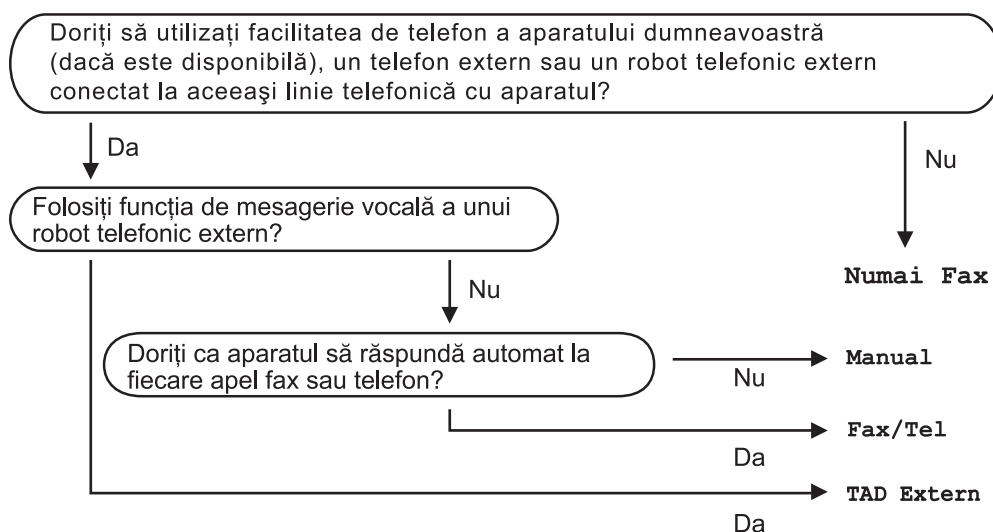 Doriți să utilizați facilitatea de telefon a aparatului dumneavoastră
(dacă este disponibilă), un telefon extern sau un robot telefonic extern
conectat la aceeaşi linie telefonică cu aparatul?
Da
Nu
Folosiți funcția de mesagerie vocală a unui
robot telefonic extern?
Numai Fax
Nu
Doriți ca aparatul să răspundă automat la
fiecare apel fax sau telefon?
Manual
Nu
Fax/Tel
Da
TAD Extern
Da